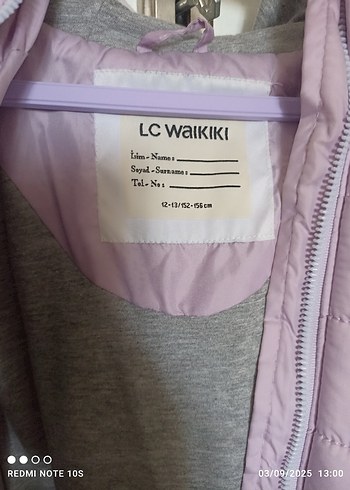 LC WAIKIKI
İsim - Name :
Soyad - Surname :
Tel - No :
12-13/152-158 cm
REDMI NOTE 10S
03/09/2025 13:00